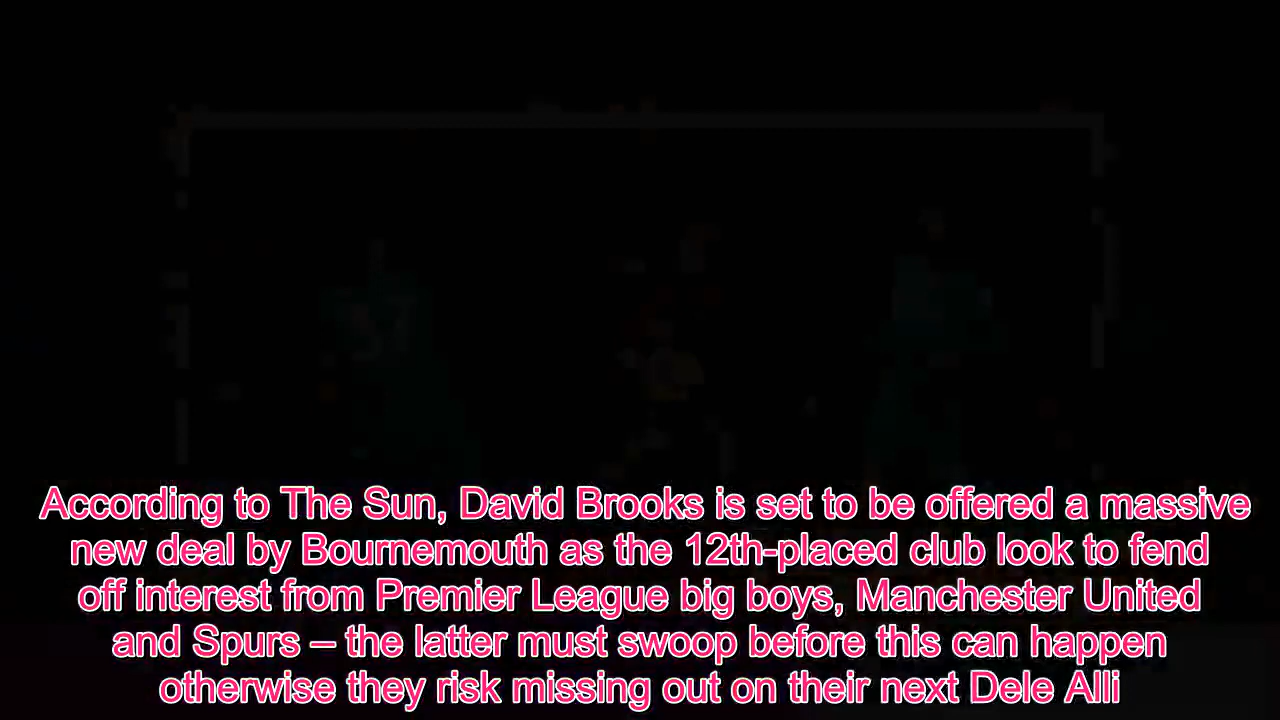 According to The Sun, David Brooks is set to be offered a massive
new deal by Bournemouth as the 12th-placed club look to fend
off interest from Premier League big boys, Manchester United
and Spurs – the latter must swoop before this can happen
otherwise they risk missing out on their next Dele Alli